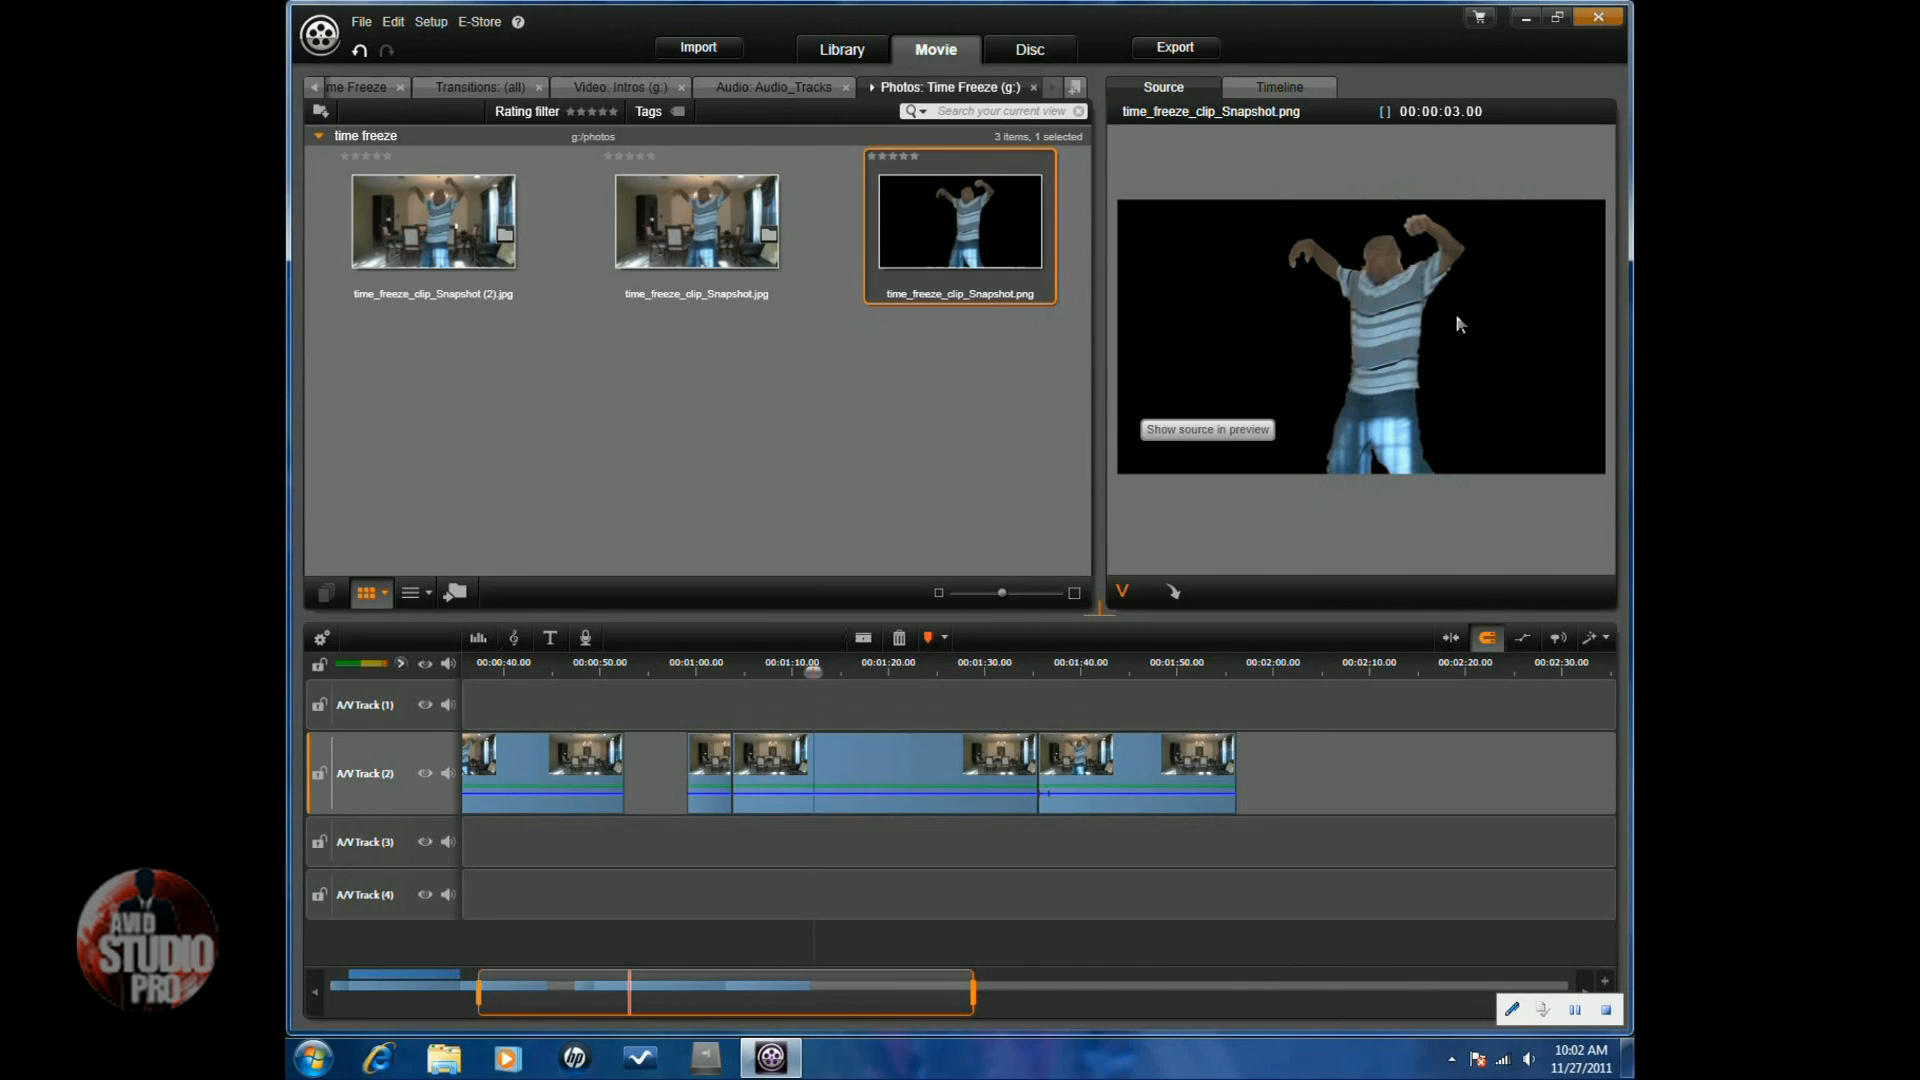 File Edit Setup E-Store ?
Import Library Movie Disc Export
me Freeze × Transitions: (all) × Video: Intros (g:) × Audio: Audio_Tracks × Photos: Time Freeze (g:) ×
Source Timeline
Rating filter Tags Search your current view
time_freeze_clip_Snapshot.png [ ] 00:00:03.00
time freeze g:/photos 3 items, 1 selected
time_freeze_clip_Snapshot (2).jpg time_freeze_clip_Snapshot.jpg time_freeze_clip_Snapshot.png
Show source in preview
V
T
00:00:40.00 00:00:50.00 00:01:00.00 00:01:10.00 00:01:20.00 00:01:30.00 00:01:40.00 00:01:50.00 00:02:00.00 00:02:10.00 00:02:20.00 00:02:30.00
A/V Track (1)
A/V Track (2)
A/V Track (3)
A/V Track (4)
AVID
STUDIO
PRO
hp
10:02 AM
11/27/2011